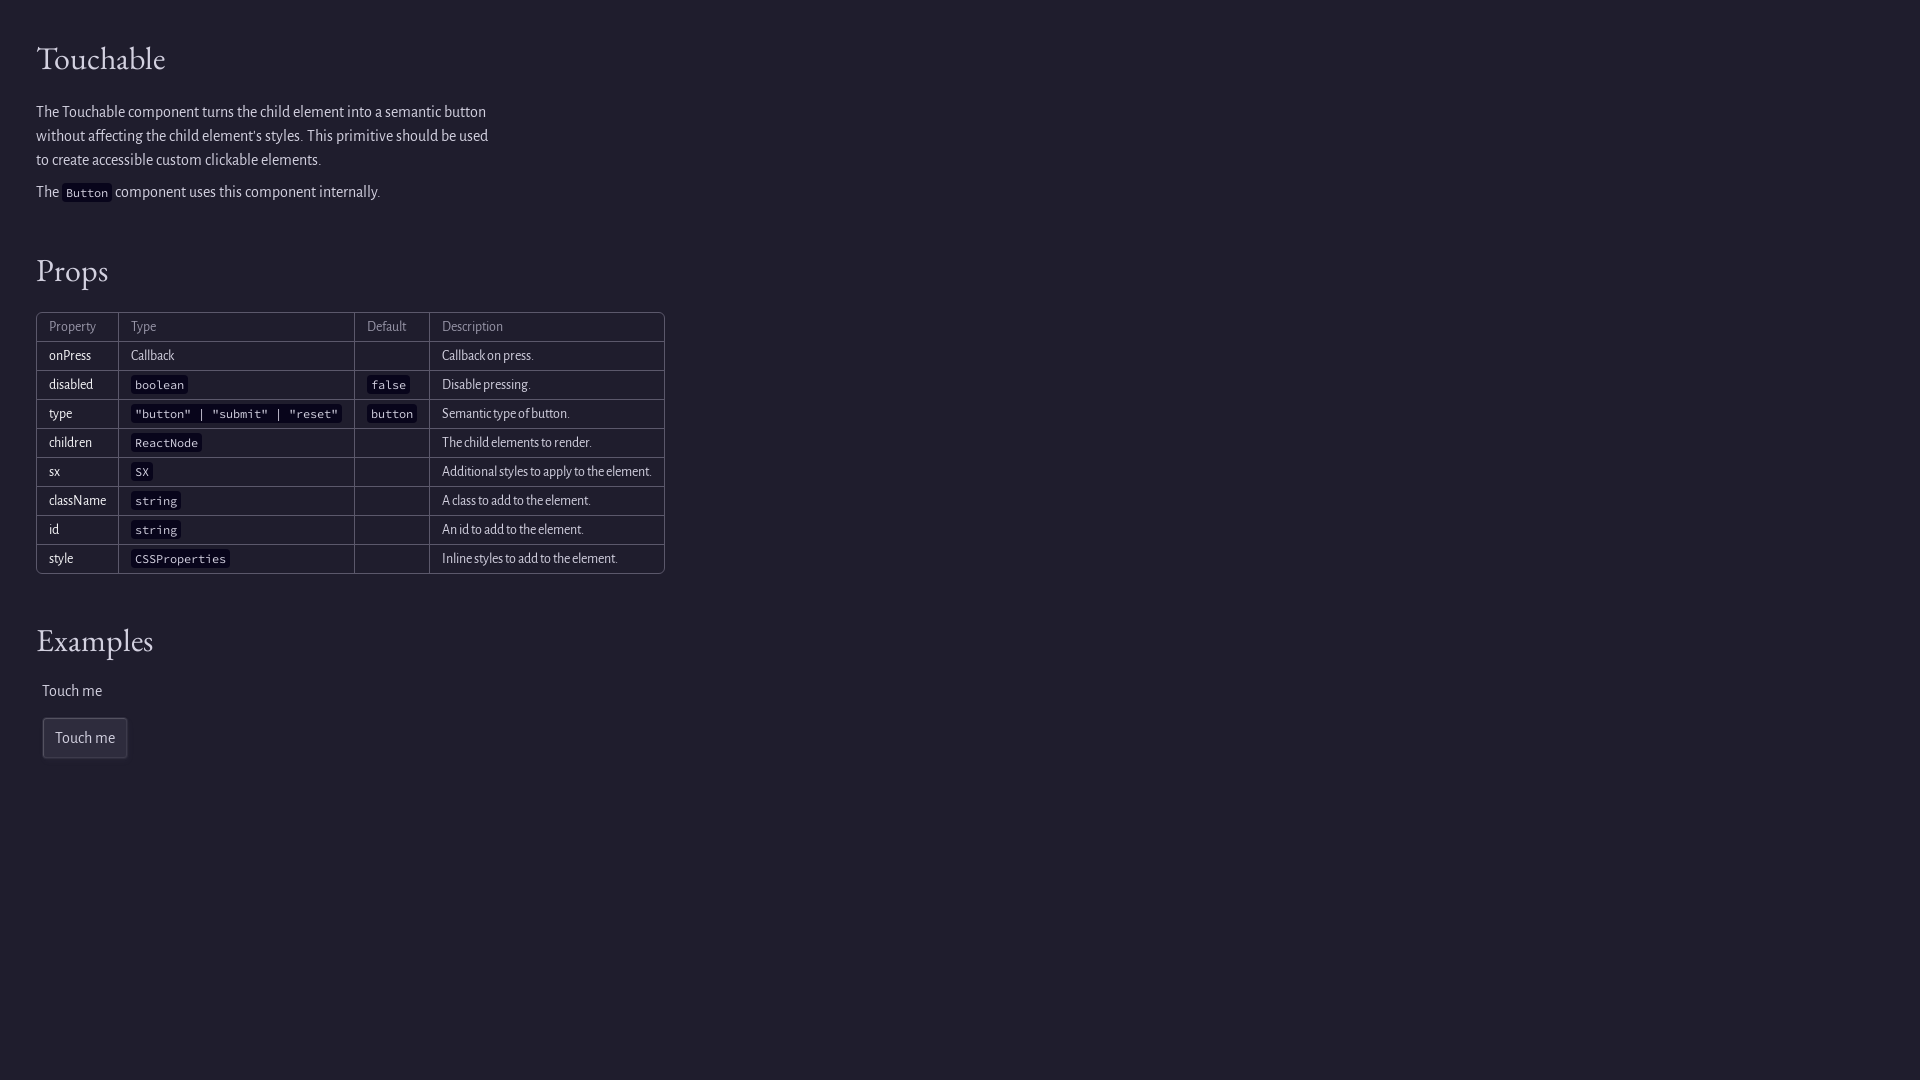 Touchable
The Touchable component turns the child element into a semantic button
without affecting the child element's styles. This primitive should be used
to create accessible custom clickable elements.
The Button component uses this component internally.
Props
Property Type Default Description
onPress Callback Callback on press.
disabled boolean false Disable pressing.
type "button" | "submit" | "reset" button Semantic type of button.
children ReactNode The child elements to render.
sx SX Additional styles to apply to the element.
className string A class to add to the element.
id string An id to add to the element.
style CSSProperties Inline styles to add to the element.
Examples
Touch me
Touch me